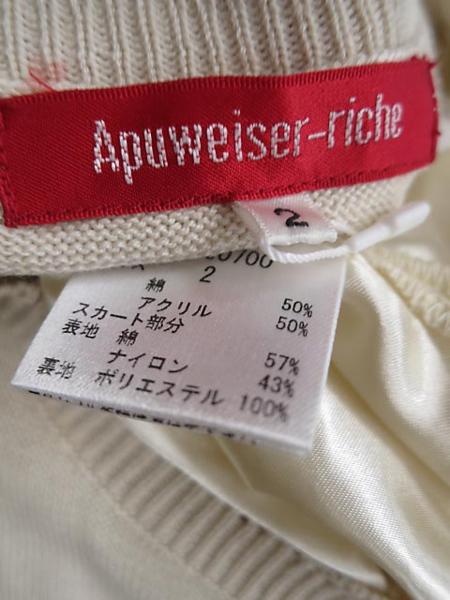 Apuweiser-riche
2
2
綿 50%
アクリル 50%
スカート部分
表地 綿 57%
ナイロン 43%
裏地 ポリエステル 100%